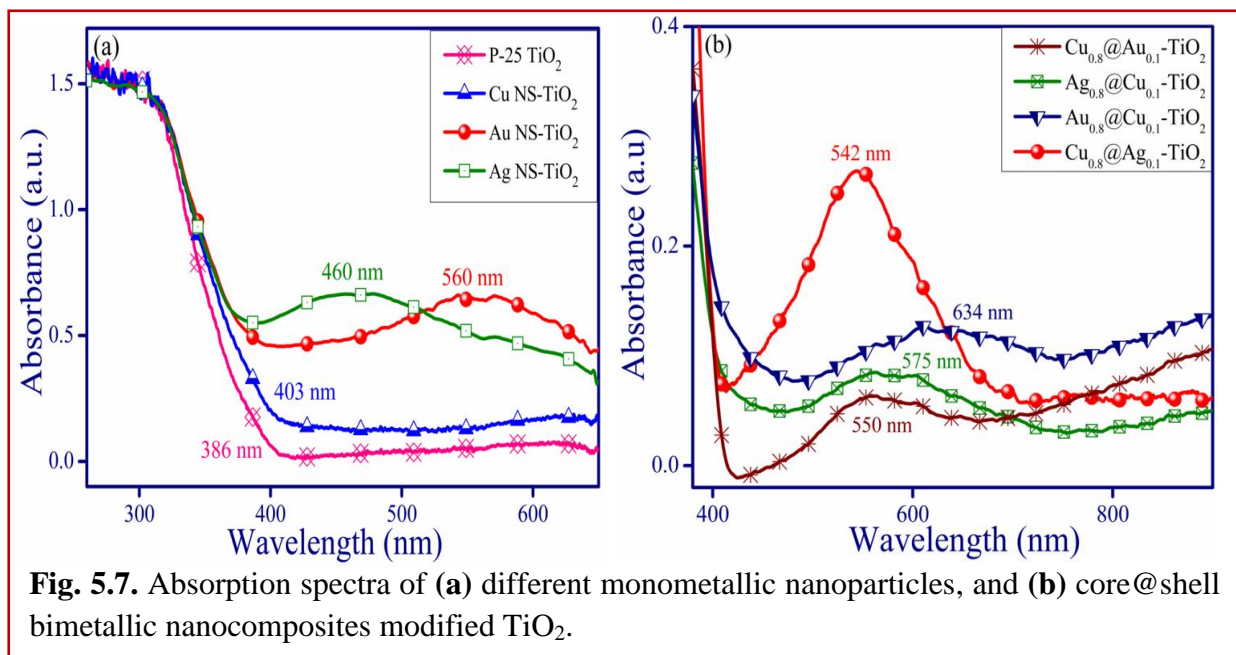 (a)
P-25 TiO₂
Cu NS-TiO₂
Au NS-TiO₂
Ag NS-TiO₂
1.5
1.0
0.5
0.0
Absorbance (a.u.)
460 nm
560 nm
403 nm
386 nm
300 400 500 600
Wavelength (nm)
(b)
Cu₀.₈@Au₀.₁-TiO₂
Ag₀.₈@Cu₀.₁-TiO₂
Au₀.₈@Cu₀.₁-TiO₂
Cu₀.₈@Ag₀.₁-TiO₂
0.4
0.2
0.0
Absorbance (a.u.)
542 nm
634 nm
575 nm
550 nm
400 600 800
Wavelength (nm)
Fig. 5.7. Absorption spectra of (a) different monometallic nanoparticles, and (b) core@shell
bimetallic nanocomposites modified TiO₂.